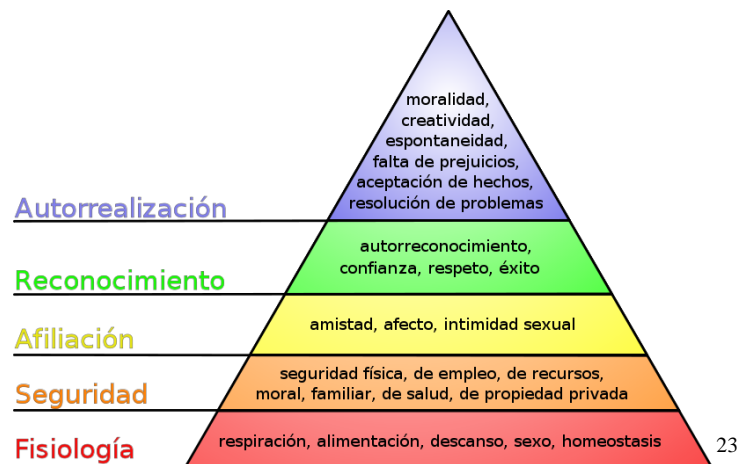 moralidad,
creatividad,
espontaneidad,
falta de prejuicios,
aceptación de hechos,
resolución de problemas
Autorrealización
autorreconocimiento,
confianza, respeto, éxito
Reconocimiento
amistad, afecto, intimidad sexual
Afiliación
seguridad física, de empleo, de recursos,
moral, familiar, de salud, de propiedad privada
Seguridad
respiración, alimentación, descanso, sexo, homeostasis
Fisiología
23